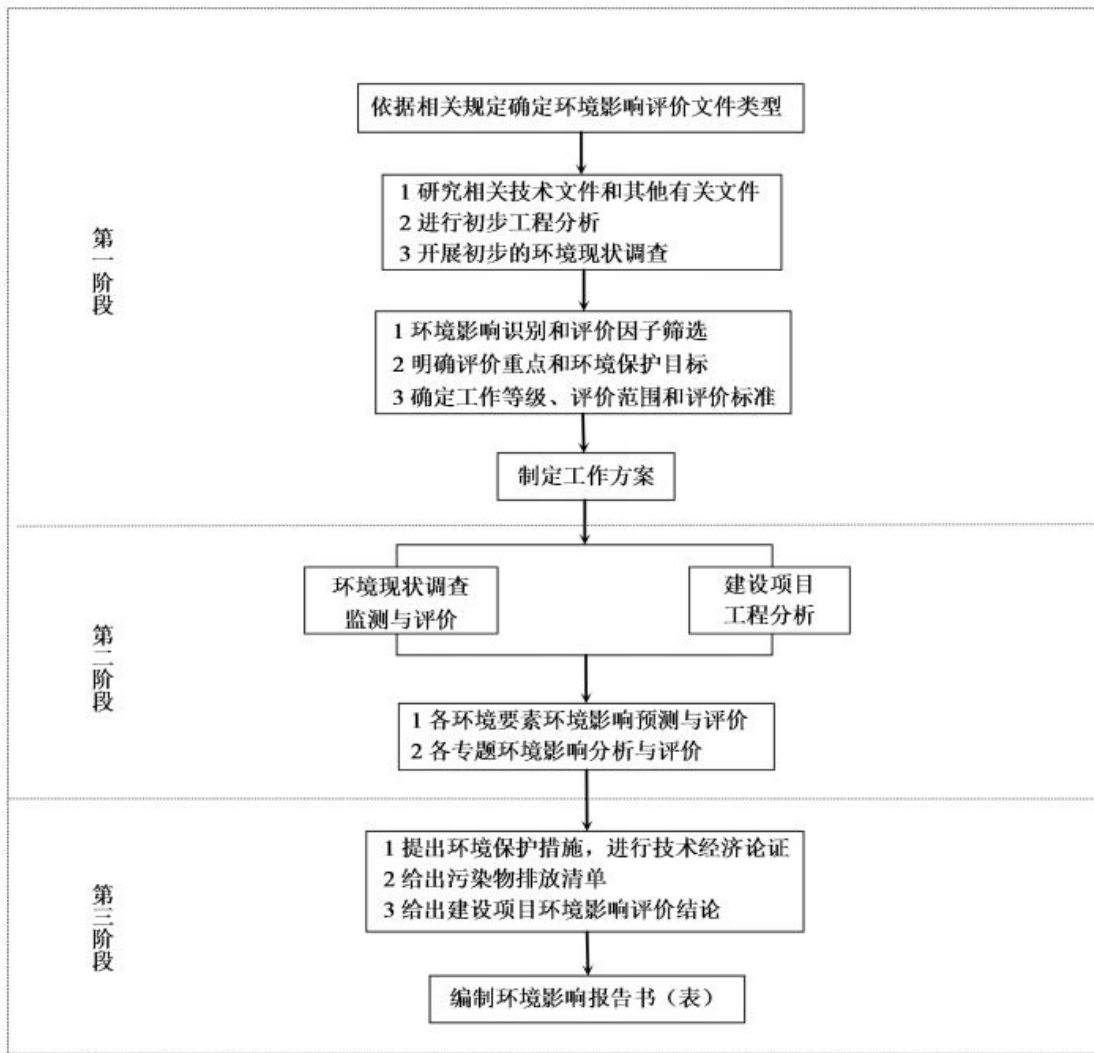 依据相关规定确定环境影响评价文件类型
1 研究相关技术文件和其他有关文件
2 进行初步工程分析
3 开展初步的环境现状调查
第一阶段
1 环境影响识别和评价因子筛选
2 明确评价重点和环境保护目标
3 确定工作等级、评价范围和评价标准
制定工作方案
环境现状调查
监测与评价
建设项目
工程分析
第二阶段
1 各环境要素环境影响预测与评价
2 各专题环境影响分析与评价
1 提出环境保护措施，进行技术经济论证
2 给出污染物排放清单
3 给出建设项目环境影响评价结论
第三阶段
编制环境影响报告书（表）